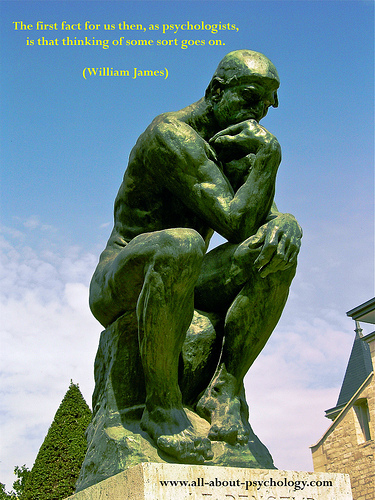 The first fact for us then, as psychologists,
is that thinking of some sort goes on.
(William James)
www.all-about-psychology.com